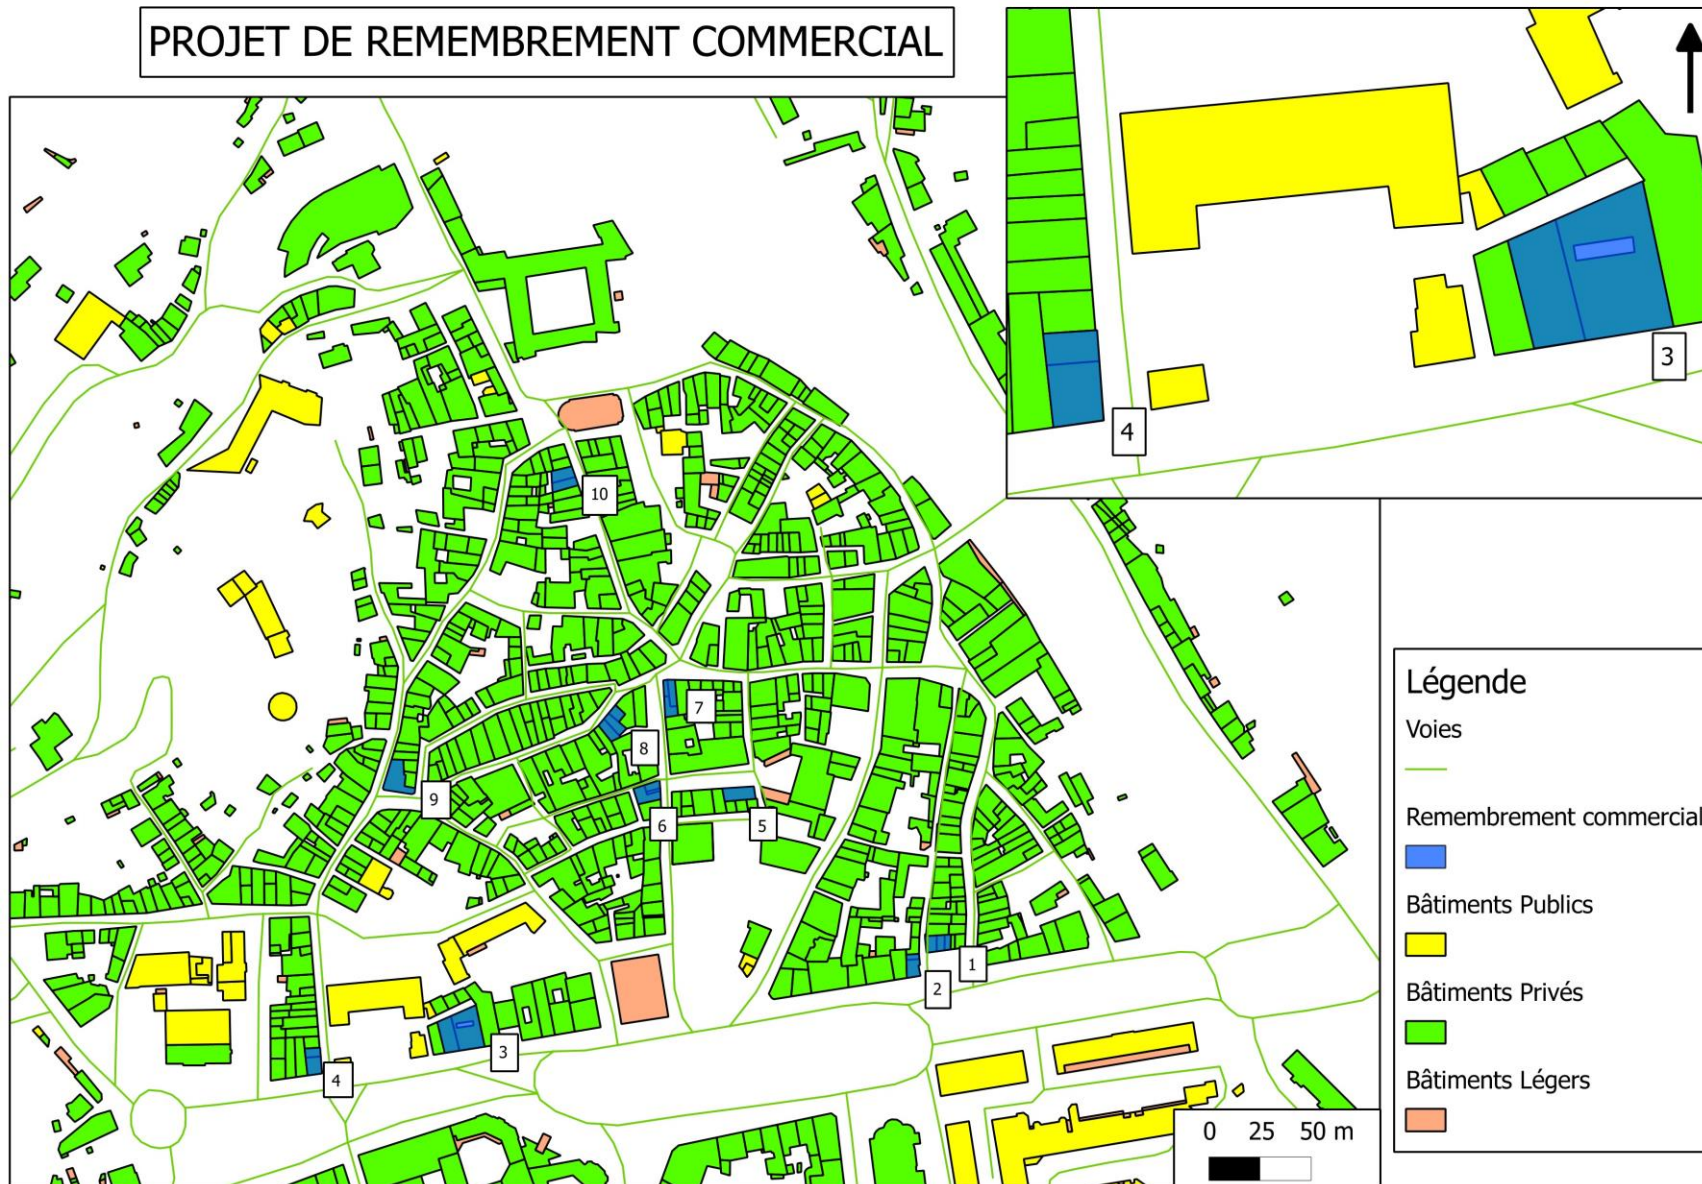 PROJET DE REMEMBREMENT COMMERCIAL
3
4
10
7
8
9
6
5
1
2
3
4
Légende
Voies
Remembrement commercial
Bâtiments Publics
Bâtiments Privés
Bâtiments Légers
0 25 50 m